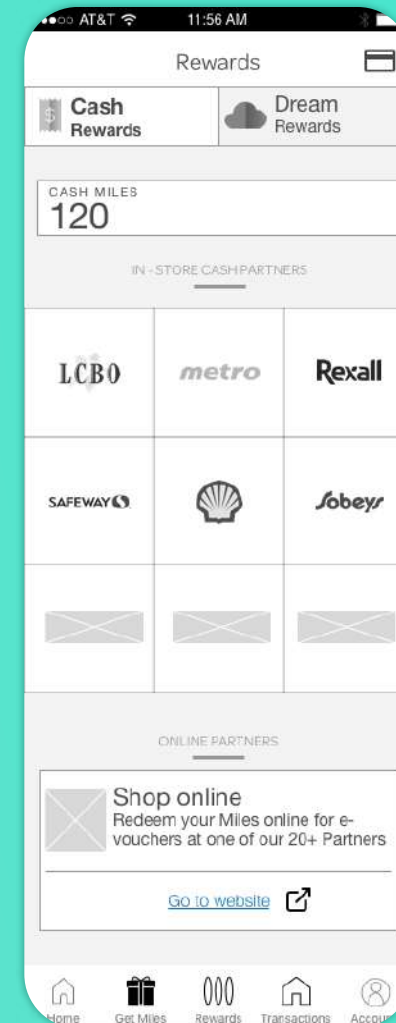 AT&T 11:56 AM
Rewards
Cash
Rewards
Dream
Rewards
CASH MILES
120
IN-STORE CASH PARTNERS
LCBO metro Rexall
SAFEWAY Sobeys
ONLINE PARTNERS
Shop online
Redeem your Miles online for e-
vouchers at one of our 20+ Partners
Go to website
Home Get Miles Rewards Transactions Account